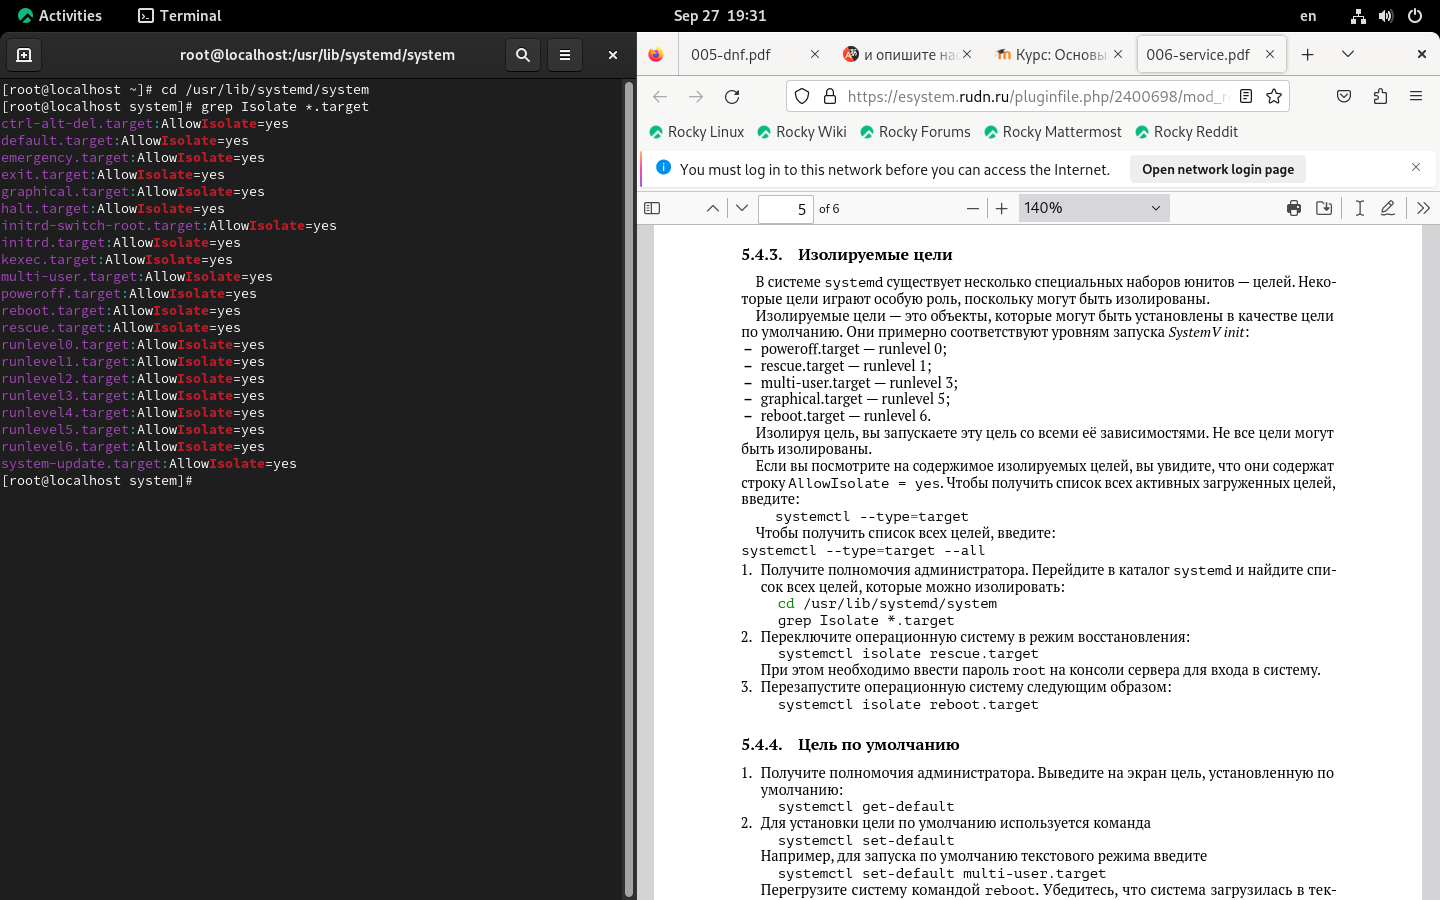 Activities Terminal Sep 27 19:31 en
root@localhost:/usr/lib/systemd/system
[root@localhost ~]# cd /usr/lib/systemd/system
[root@localhost system]# grep Isolate *.target
ctrl-alt-del.target:AllowIsolate=yes
default.target:AllowIsolate=yes
emergency.target:AllowIsolate=yes
exit.target:AllowIsolate=yes
graphical.target:AllowIsolate=yes
halt.target:AllowIsolate=yes
initrd-switch-root.target:AllowIsolate=yes
initrd.target:AllowIsolate=yes
kexec.target:AllowIsolate=yes
multi-user.target:AllowIsolate=yes
poweroff.target:AllowIsolate=yes
reboot.target:AllowIsolate=yes
rescue.target:AllowIsolate=yes
runlevel0.target:AllowIsolate=yes
runlevel1.target:AllowIsolate=yes
runlevel2.target:AllowIsolate=yes
runlevel3.target:AllowIsolate=yes
runlevel4.target:AllowIsolate=yes
runlevel5.target:AllowIsolate=yes
runlevel6.target:AllowIsolate=yes
system-update.target:AllowIsolate=yes
[root@localhost system]#
005-dnf.pdf и опишите на Курс: Основы 006-service.pdf
https://esystem.rudn.ru/pluginfile.php/2400698/mod_r
Rocky Linux Rocky Wiki Rocky Forums Rocky Mattermost Rocky Reddit
You must log in to this network before you can access the Internet. Open network login page
5 of 6 140%
5.4.3. Изолируемые цели
В системе systemd существует несколько специальных наборов юнитов — целей. Неко-
торые цели играют особую роль, поскольку могут быть изолированы.
Изолируемые цели — это объекты, которые могут быть установлены в качестве цели
по умолчанию. Они примерно соответствуют уровням запуска SystemV init:
– poweroff.target — runlevel 0;
– rescue.target — runlevel 1;
– multi-user.target — runlevel 3;
– graphical.target — runlevel 5;
– reboot.target — runlevel 6.
Изолируя цель, вы запускаете эту цель со всеми её зависимостями. Не все цели могут
быть изолированы.
Если вы посмотрите на содержимое изолируемых целей, вы увидите, что они содержат
строку AllowIsolate = yes. Чтобы получить список всех активных загруженных целей,
введите:
systemctl --type=target
Чтобы получить список всех целей, введите:
systemctl --type=target --all
1. Получите полномочия администратора. Перейдите в каталог systemd и найдите спи-
сок всех целей, которые можно изолировать:
cd /usr/lib/systemd/system
grep Isolate *.target
2. Переключите операционную систему в режим восстановления:
systemctl isolate rescue.target
При этом необходимо ввести пароль root на консоли сервера для входа в систему.
3. Перезапустите операционную систему следующим образом:
systemctl isolate reboot.target
5.4.4. Цель по умолчанию
1. Получите полномочия администратора. Выведите на экран цель, установленную по
умолчанию:
systemctl get-default
2. Для установки цели по умолчанию используется команда
systemctl set-default
Например, для запуска по умолчанию текстового режима введите
systemctl set-default multi-user.target
Перегрузите систему командой reboot. Убедитесь, что система загрузилась в тек-